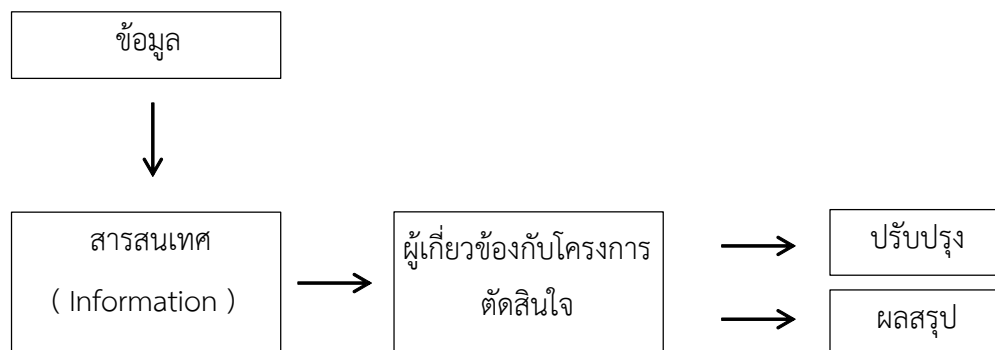 ข้อมูล
สารสนเทศ
( Information )
ผู้เกี่ยวข้องกับโครงการ
ตัดสินใจ
ปรับปรุง
ผลสรุป